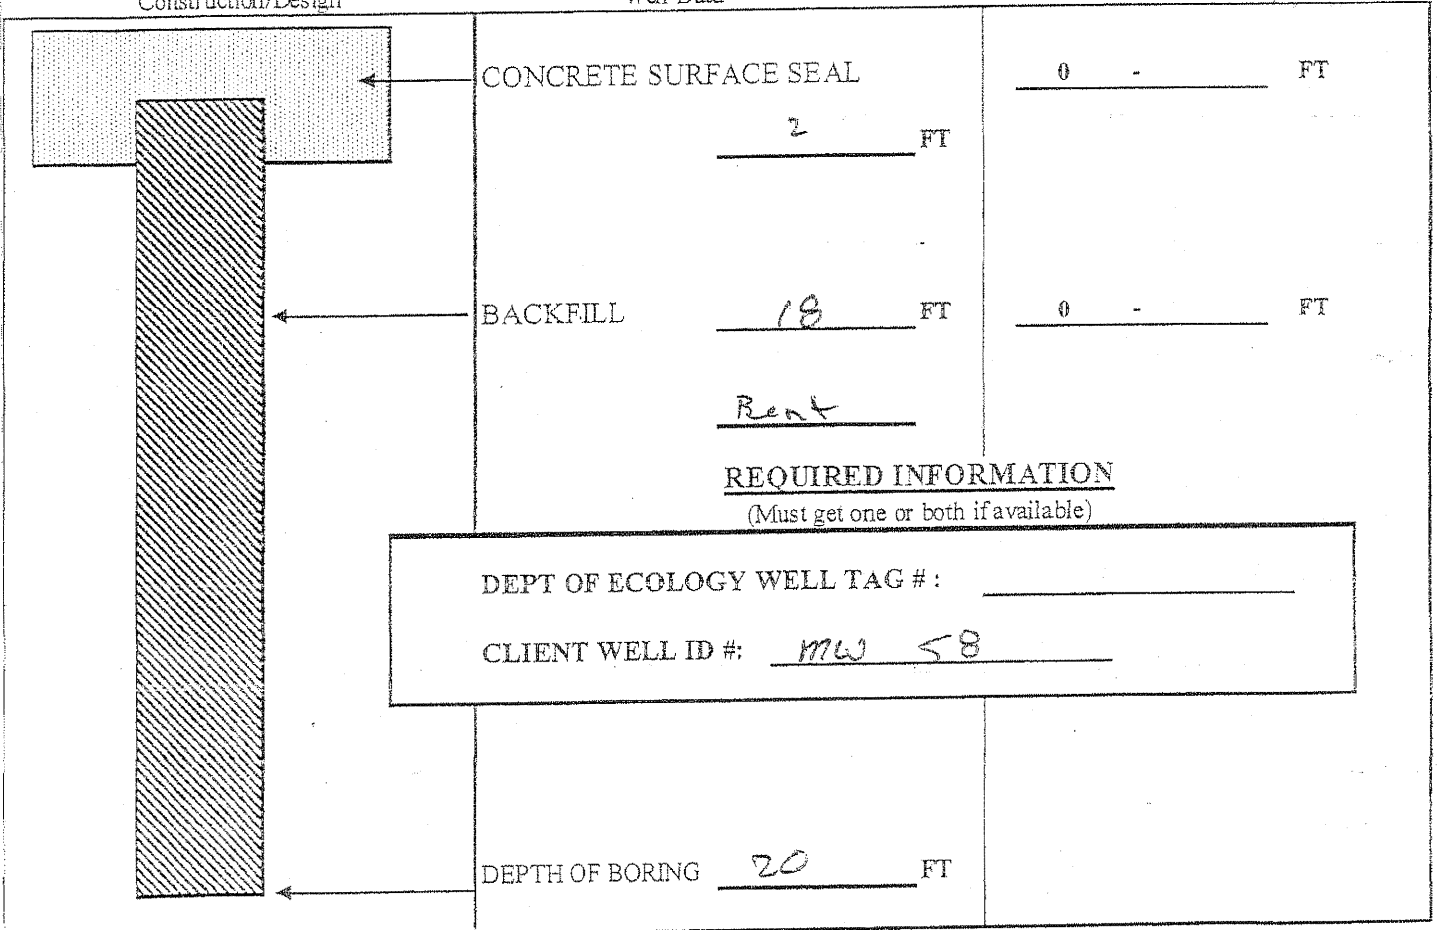 Construction/Design Well Data
CONCRETE SURFACE SEAL 0 - FT
2 FT
BACKFILL 18 FT 0 - FT
Bent
REQUIRED INFORMATION
(Must get one or both if available)
DEPT OF ECOLOGY WELL TAG # :
CLIENT WELL ID #: MW 58
DEPTH OF BORING 20 FT